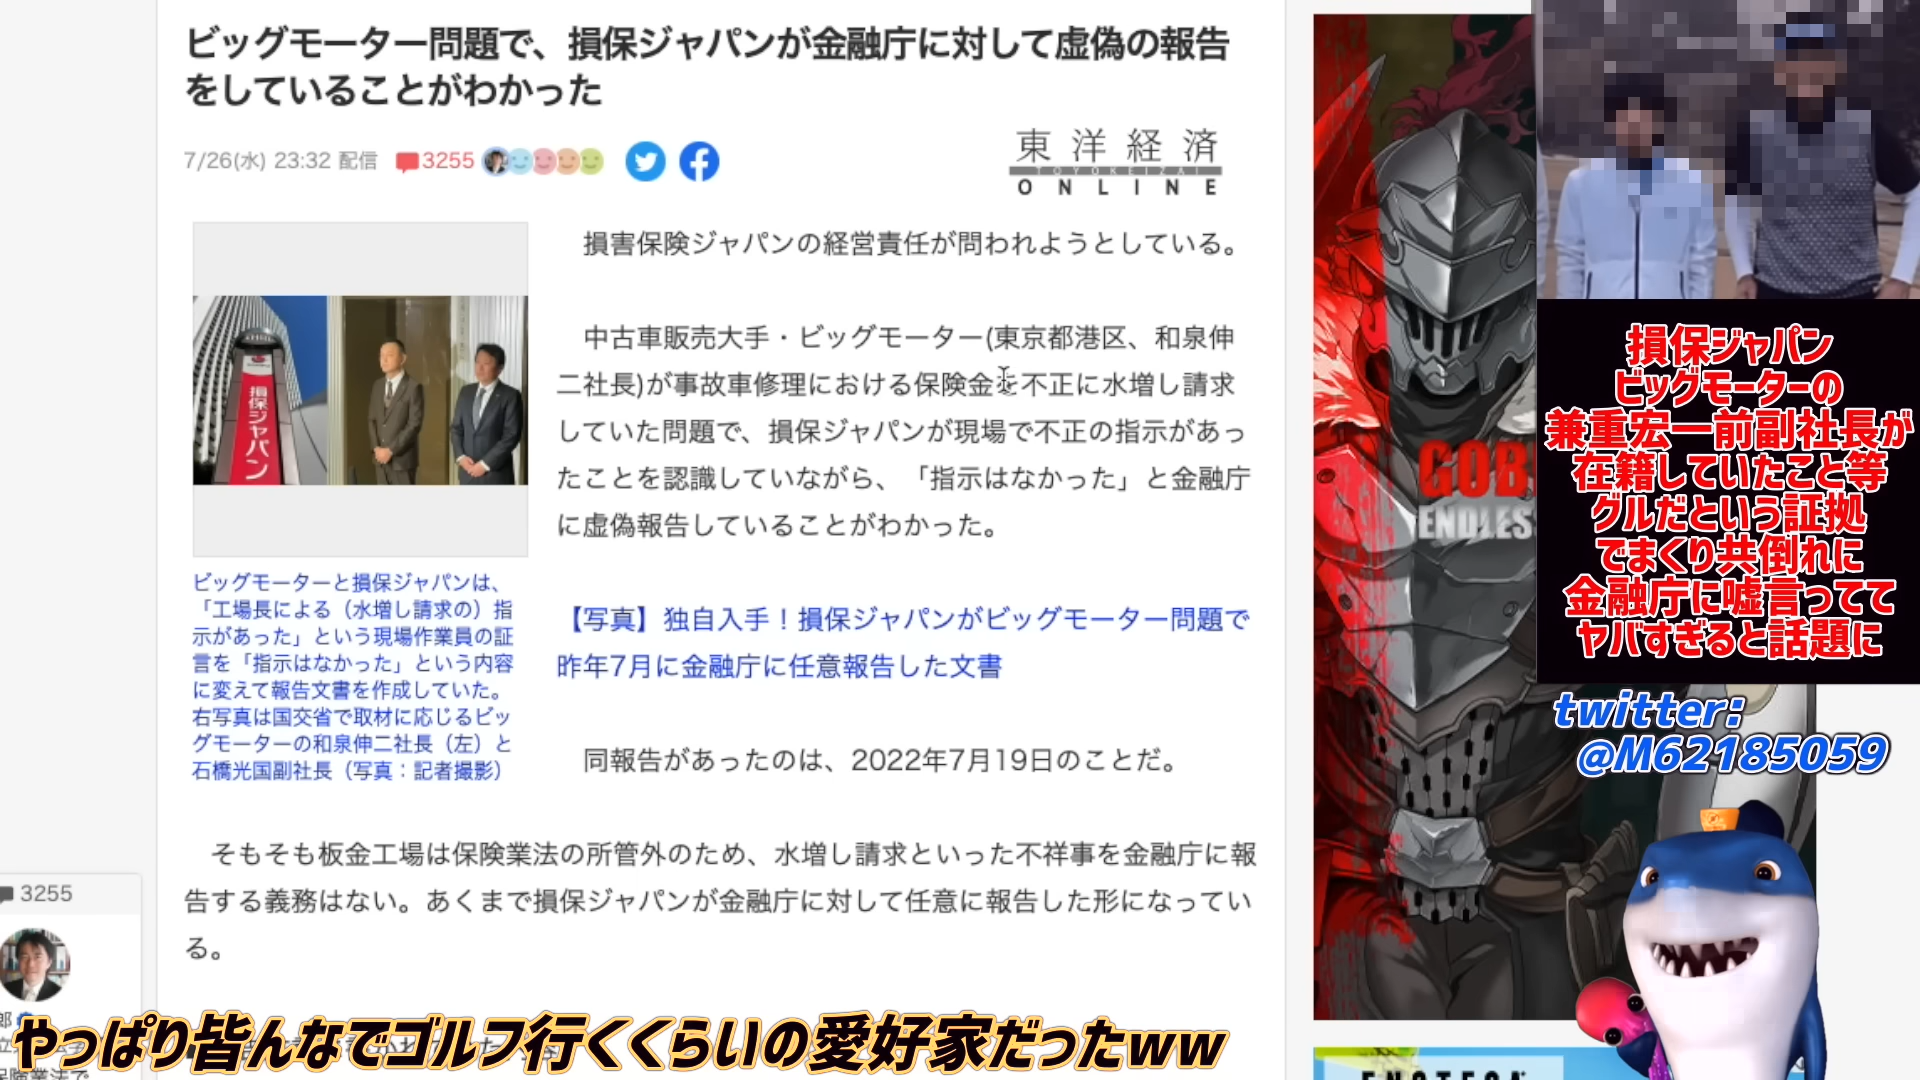 ビッグモーター問題で、損保ジャパンが金融庁に対して虚偽の報告
をしていることがわかった
7/26(水) 23:32 配信
3255
東洋経済
TOYOKEIZAI
ONLINE
損保ジャパン
損害保険ジャパンの経営責任が問われようとしている。
中古車販売大手・ビッグモーター(東京都港区、和泉伸
二社長)が事故車修理における保険金を不正に水増し請求
していた問題で、損保ジャパンが現場で不正の指示があっ
たことを認識していながら、「指示はなかった」と金融庁
に虚偽報告していることがわかった。
ビッグモーターと損保ジャパンは、
「工場長による（水増し請求の）指
示があった」という現場作業員の証
言を「指示はなかった」という内容
に変えて報告文書を作成していた。
右写真は国交省で取材に応じるビッ
グモーターの和泉伸二社長（左）と
石橋光国副社長（写真：記者撮影）
【写真】独自入手！損保ジャパンがビッグモーター問題で
昨年7月に金融庁に任意報告した文書
同報告があったのは、2022年7月19日のことだ。
そもそも板金工場は保険業法の所管外のため、水増し請求といった不祥事を金融庁に報
告する義務はない。あくまで損保ジャパンが金融庁に対して任意に報告した形になってい
る。
3255
やっぱり皆んなでゴルフ行くくらいの愛好家だったww
GOB
ENDLES
損保ジャパン
ビッグモーターの
兼重宏一前副社長が
在籍していたこと等
グルだという証拠
でまくり共倒れに
金融庁に嘘言ってて
ヤバすぎると話題に
twitter:
@M62185059
ENOTECA